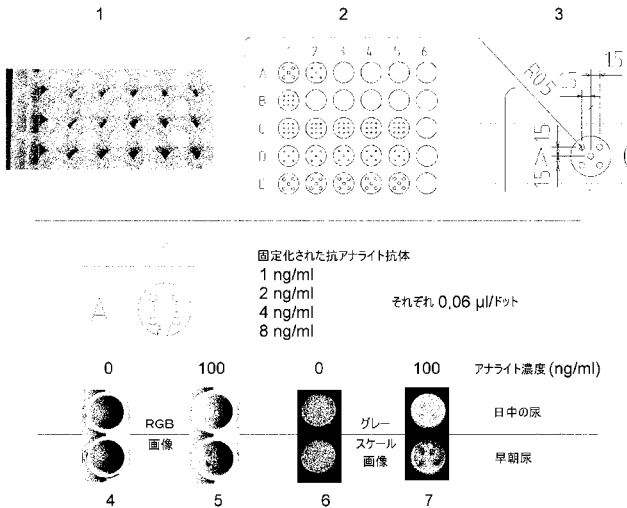 1 2 3
1 2 3 4 5 6
A
B
C
D
E
R05
15
15
15
15
A
固定化された抗アナライト抗体
1 ng/ml
2 ng/ml
4 ng/ml
8 ng/ml
それぞれ 0,06 µl/ドット
0 100 0 100 アナライト濃度 (ng/ml)
RGB
画像
グレー
スケール
画像
日中の尿
早朝尿
4 5 6 7